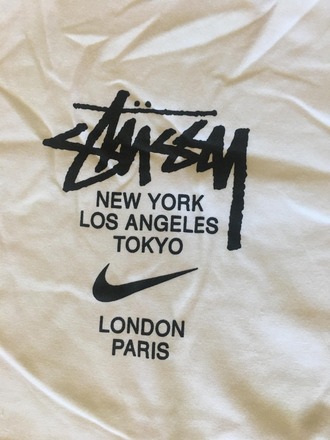 Stüssy
NEW YORK
LOS ANGELES
TOKYO
LONDON
PARIS